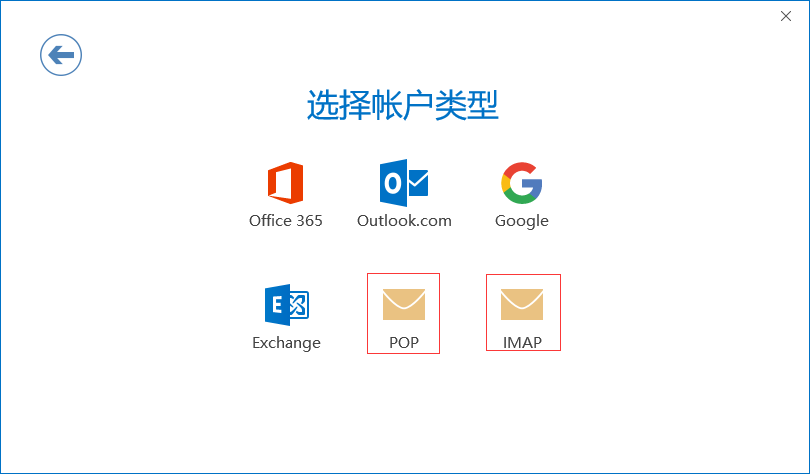 选择帐户类型
Office 365
Outlook.com
Google
Exchange
POP
IMAP